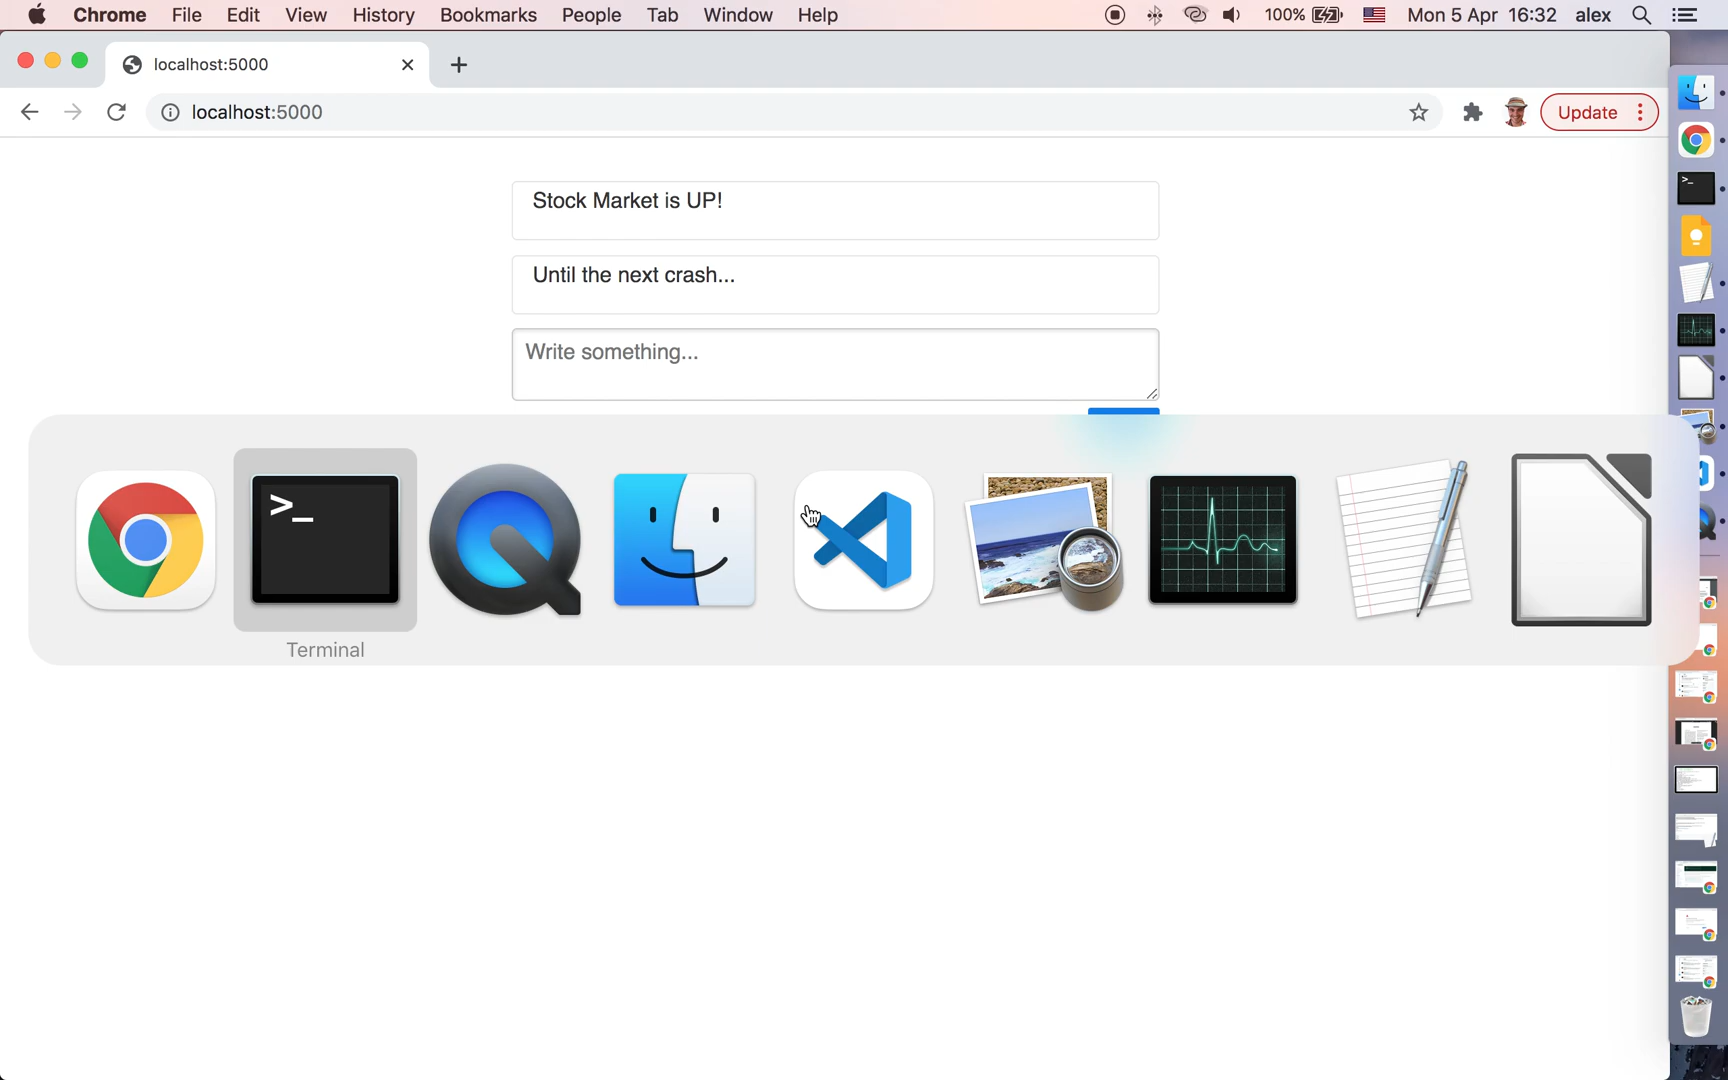 Chrome File Edit View History Bookmarks People Tab Window Help 100% Mon 5 Apr 16:32 alex
localhost:5000
localhost:5000 Update
Stock Market is UP!
Until the next crash...
Write something...
>_
>_
Terminal